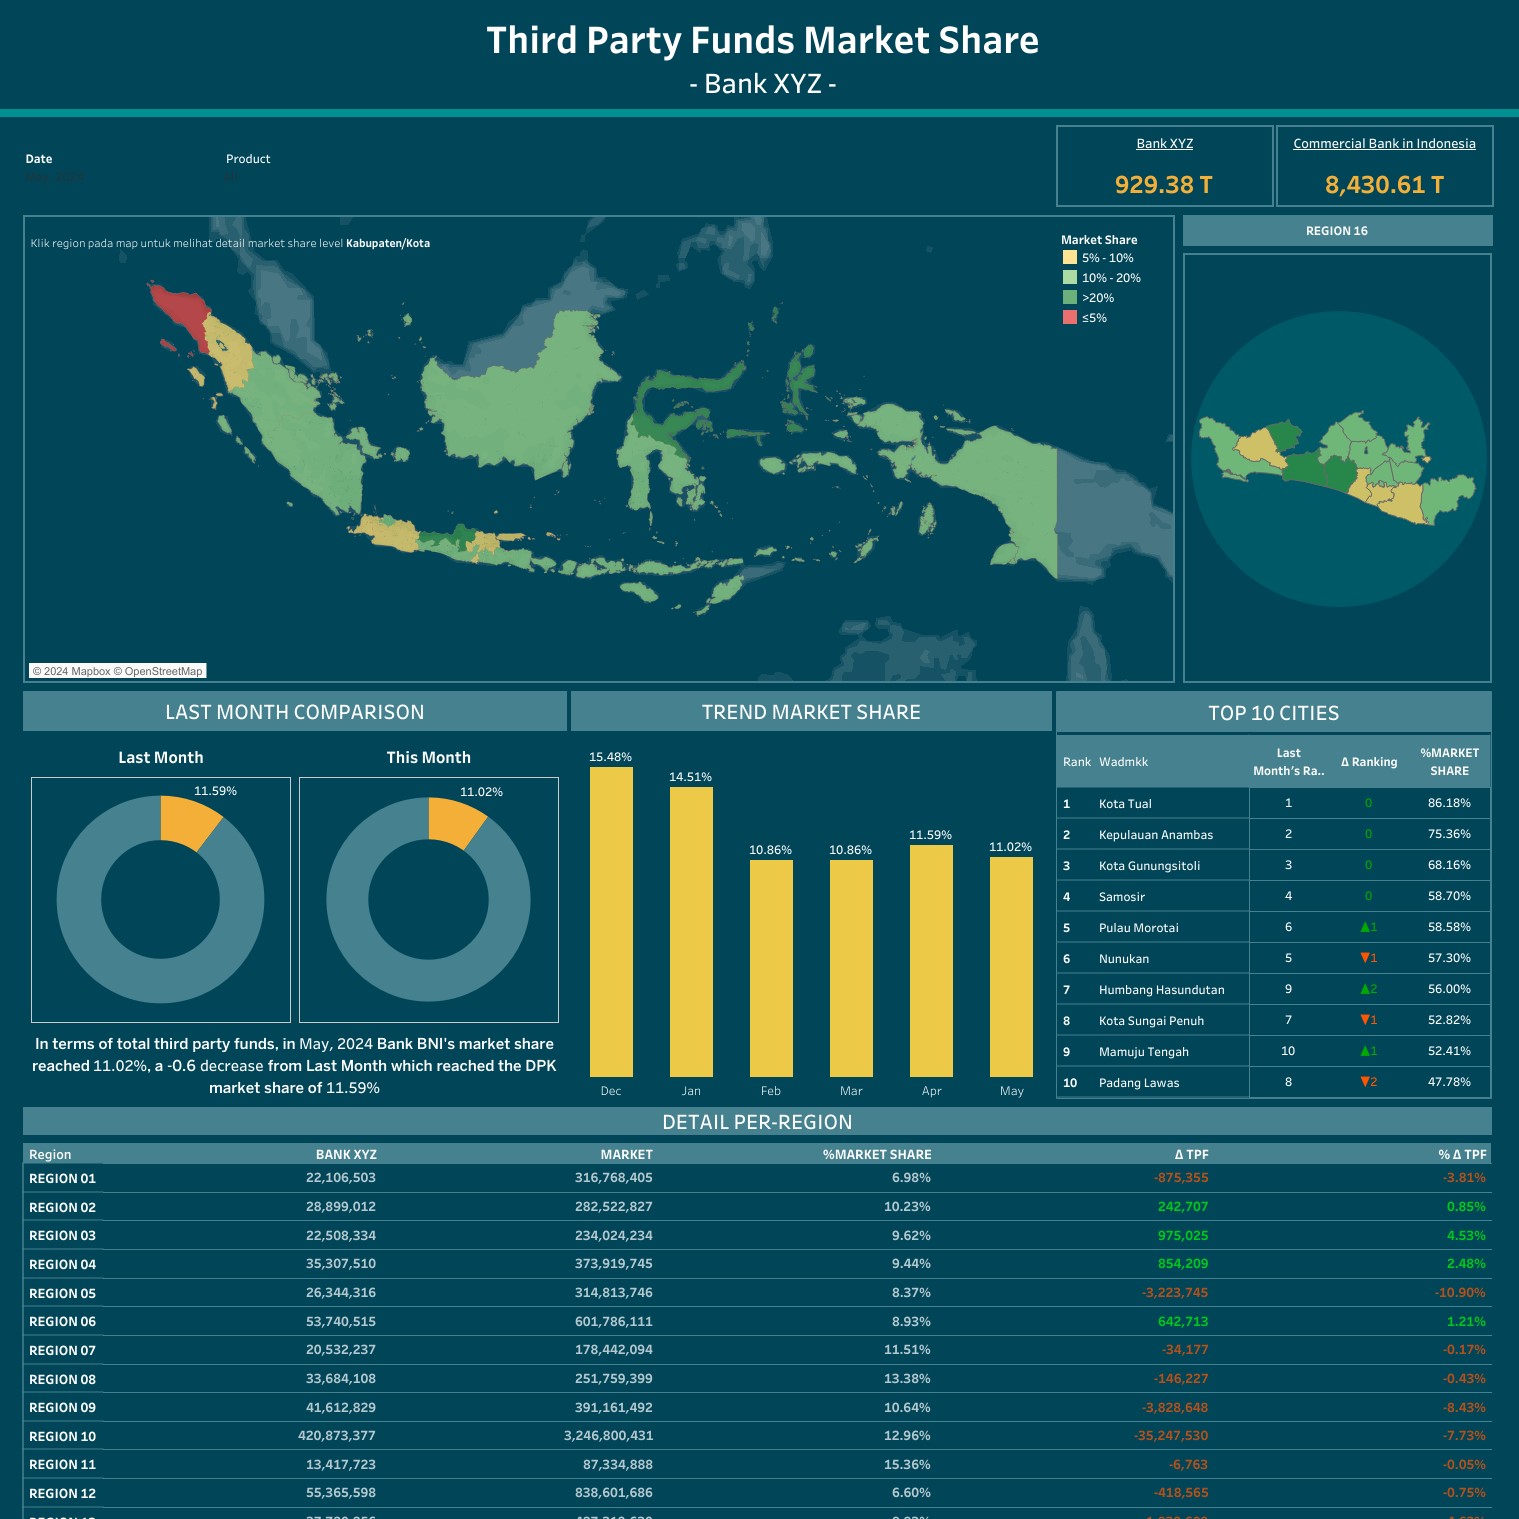 Third Party Funds Market Share
- Bank XYZ -
Date
Product
Bank XYZ
929.38 T
Commercial Bank in Indonesia
8,430.61 T
Klik region pada map untuk melihat detail market share level Kabupaten/Kota
Market Share
5% - 10%
10% - 20%
>20%
≤5%
© 2024 Mapbox © OpenStreetMap
REGION 16
LAST MONTH COMPARISON
Last Month
This Month
11.59%
11.02%
In terms of total third party funds, in May, 2024 Bank BNI's market share
reached 11.02%, a -0.6 decrease from Last Month which reached the DPK
market share of 11.59%
TREND MARKET SHARE
15.48%
14.51%
10.86%
10.86%
11.59%
11.02%
Dec Jan Feb Mar Apr May
TOP 10 CITIES
Rank Wadmkk Last Month's Ra.. Δ Ranking %MARKET SHARE
1 Kota Tual 1 0 86.18%
2 Kepulauan Anambas 2 0 75.36%
3 Kota Gunungsitoli 3 0 68.16%
4 Samosir 4 0 58.70%
5 Pulau Morotai 6 ▲1 58.58%
6 Nunukan 5 ▼1 57.30%
7 Humbang Hasundutan 9 ▲2 56.00%
8 Kota Sungai Penuh 7 ▼1 52.82%
9 Mamuju Tengah 10 ▲1 52.41%
10 Padang Lawas 8 ▼2 47.78%
DETAIL PER-REGION
Region BANK XYZ MARKET %MARKET SHARE Δ TPF % Δ TPF
REGION 01 22,106,503 316,768,405 6.98% -875,355 -3.81%
REGION 02 28,899,012 282,522,827 10.23% 242,707 0.85%
REGION 03 22,508,334 234,024,234 9.62% 975,025 4.53%
REGION 04 35,307,510 373,919,745 9.44% 854,209 2.48%
REGION 05 26,344,316 314,813,746 8.37% -3,223,745 -10.90%
REGION 06 53,740,515 601,786,111 8.93% 642,713 1.21%
REGION 07 20,532,237 178,442,094 11.51% -34,177 -0.17%
REGION 08 33,684,108 251,759,399 13.38% -146,227 -0.43%
REGION 09 41,612,829 391,161,492 10.64% -3,828,648 -8.43%
REGION 10 420,873,377 3,246,800,431 12.96% -35,247,530 -7.73%
REGION 11 13,417,723 87,334,888 15.36% -6,763 -0.05%
REGION 12 55,365,598 838,601,686 6.60% -418,565 -0.75%